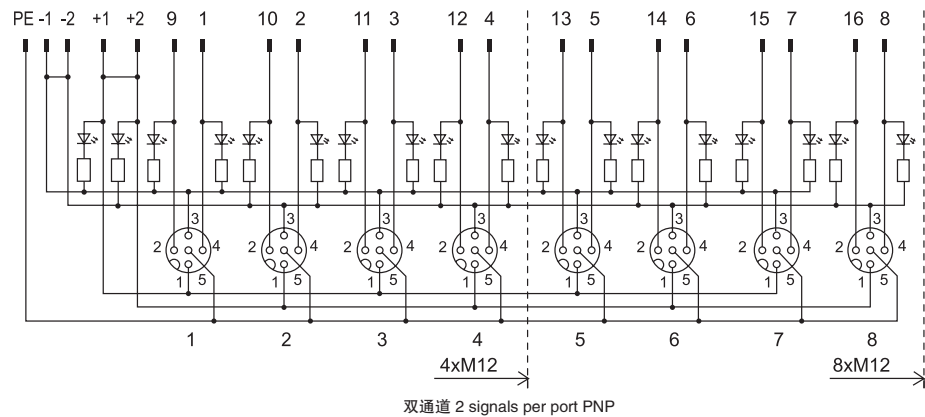 PE -1 -2 +1 +2 9 1 10 2 11 3 12 4 13 5 14 6 15 7 16 8
3 3 3 3 3 3 3 3
2 4 2 4 2 4 2 4 2 4 2 4 2 4 2 4
1 5 1 5 1 5 1 5 1 5 1 5 1 5 1 5
1 2 3 4 5 6 7 8
4xM12 8xM12
双通道 2 signals per port PNP